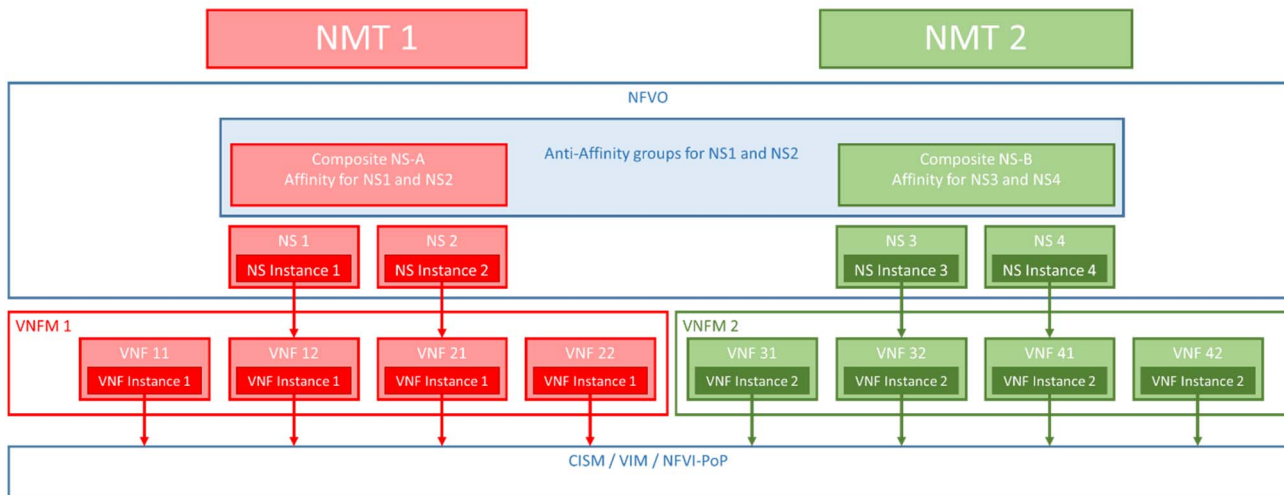 NMT 1
NMT 2
NFVO
Anti-Affinity groups for NS1 and NS2
Composite NS-A
Affinity for NS1 and NS2
Composite NS-B
Affinity for NS3 and NS4
NS 1
NS Instance 1
NS 2
NS Instance 2
NS 3
NS Instance 3
NS 4
NS Instance 4
VNFM 1
VNF 11
VNF Instance 1
VNF 12
VNF Instance 1
VNF 21
VNF Instance 1
VNF 22
VNF Instance 1
VNFM 2
VNF 31
VNF Instance 2
VNF 32
VNF Instance 2
VNF 41
VNF Instance 2
VNF 42
VNF Instance 2
CISM / VIM / NFVI-PoP